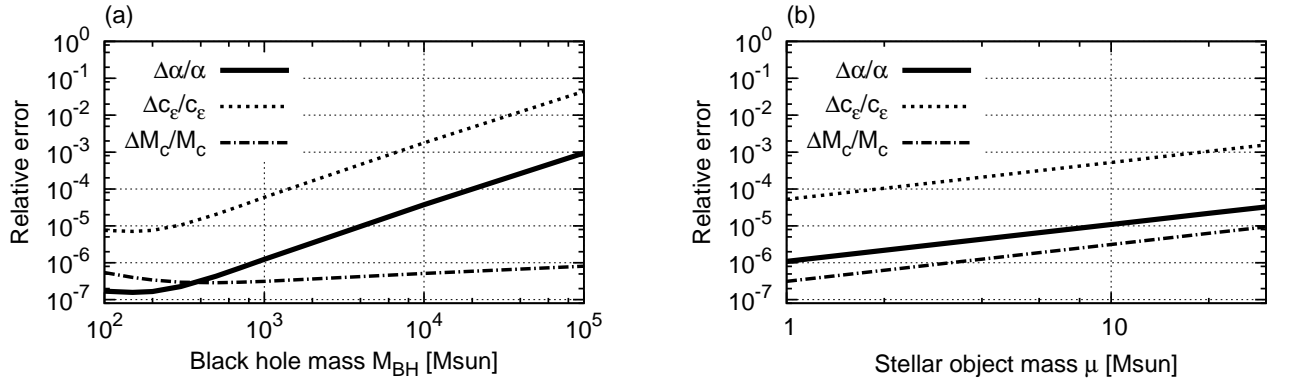 (a)
Relative error
10^0
10^-1
10^-2
10^-3
10^-4
10^-5
10^-6
10^-7
Δα/α
Δc_ε/c_ε
ΔM_c/M_c
10^2 10^3 10^4 10^5
Black hole mass M_BH [Msun]
(b)
Relative error
10^0
10^-1
10^-2
10^-3
10^-4
10^-5
10^-6
10^-7
Δα/α
Δc_ε/c_ε
ΔM_c/M_c
1 10
Stellar object mass μ [Msun]